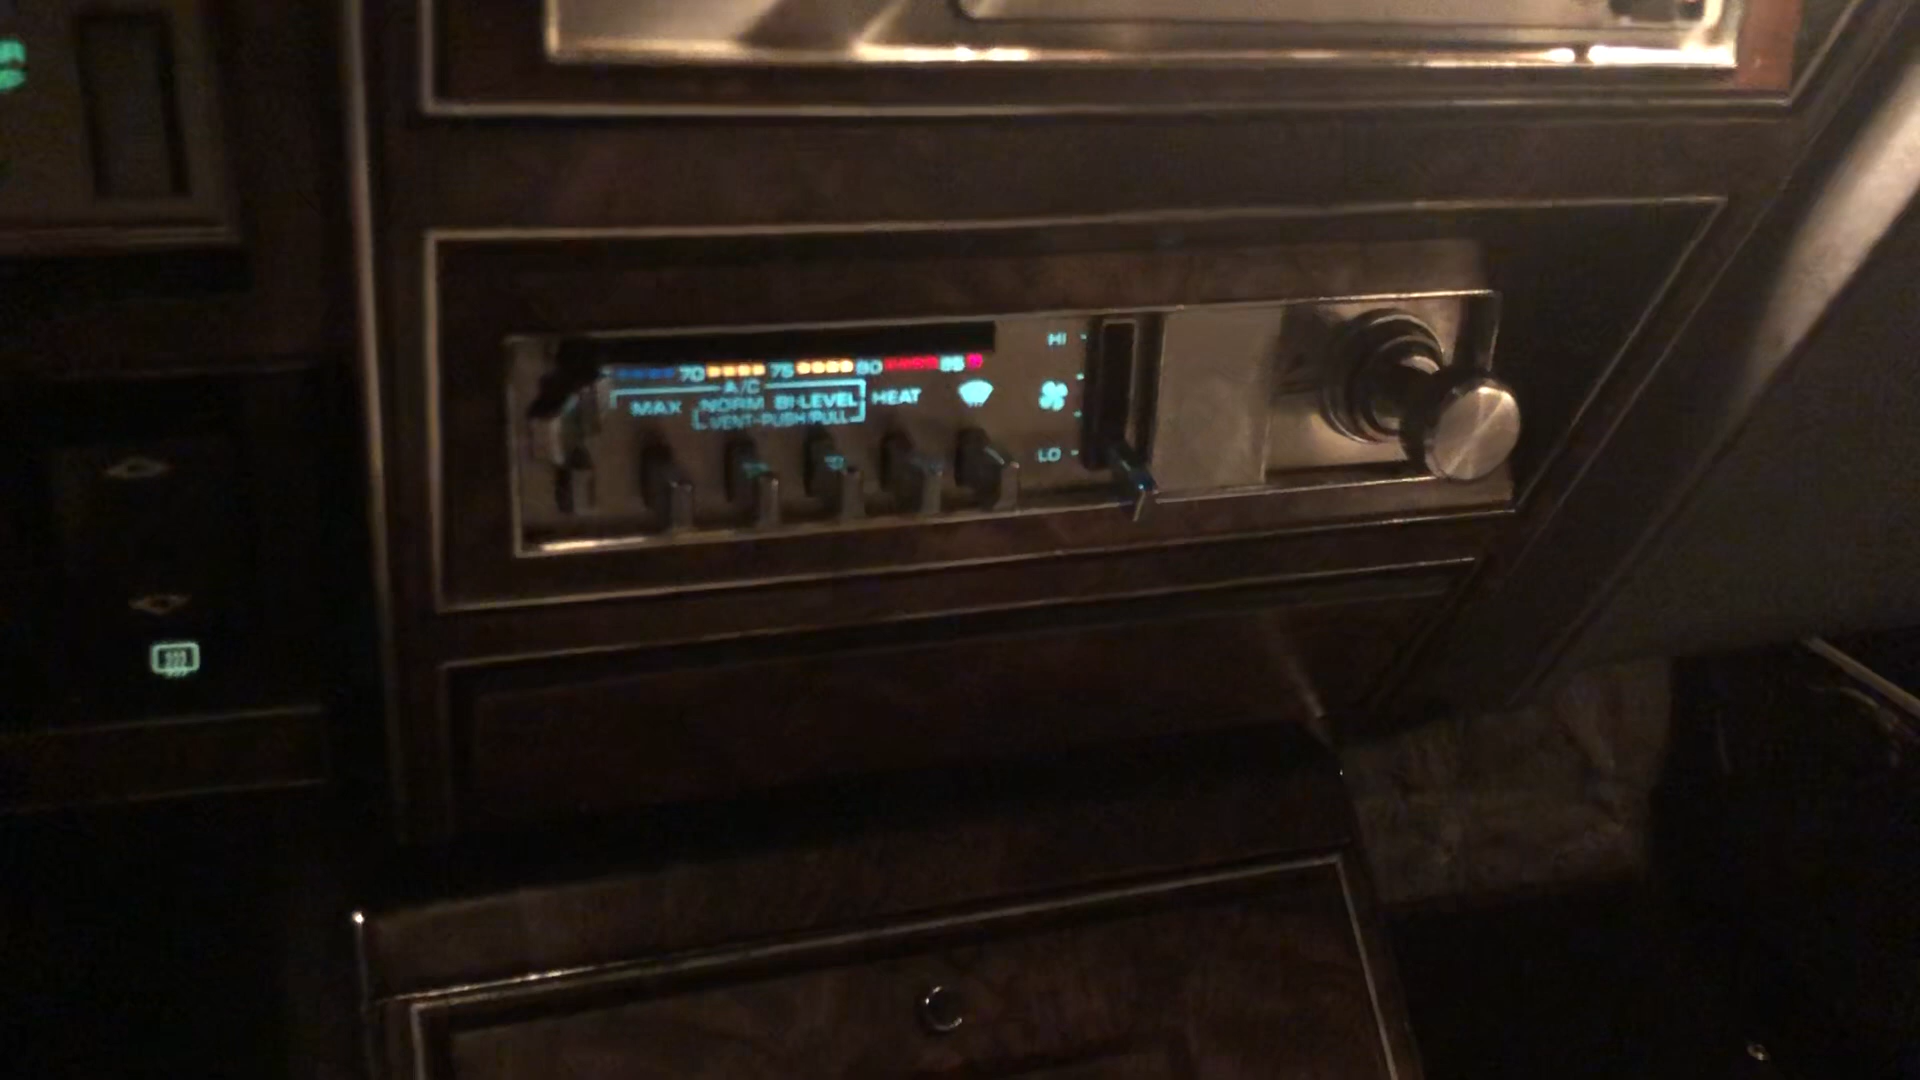 70 75 80 85
A/C
MAX NORM BI-LEVEL HEAT
VENT-PUSH/PULL
HI
LO